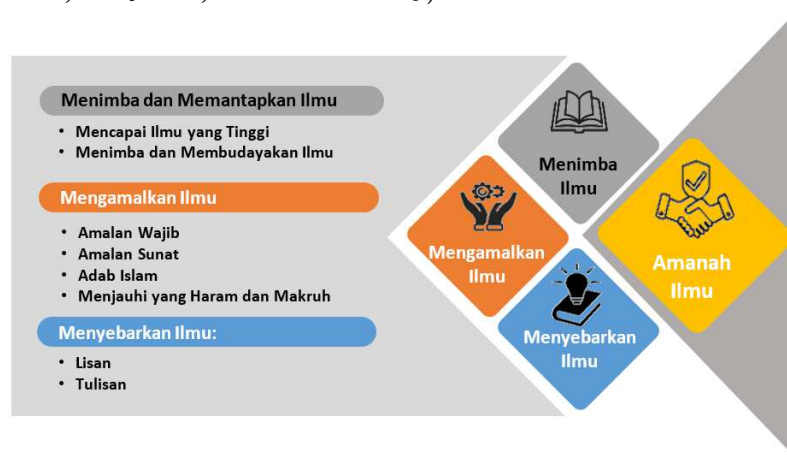 Menimba dan Memantapkan Ilmu
• Mencapai Ilmu yang Tinggi
• Menimba dan Membudayakan Ilmu
Mengamalkan Ilmu
• Amalan Wajib
• Amalan Sunat
• Adab Islam
• Menjauhi yang Haram dan Makruh
Menyebarkan Ilmu:
• Lisan
• Tulisan
Menimba
Ilmu
Mengamalkan
Ilmu
Menyebarkan
Ilmu
Amanah
Ilmu